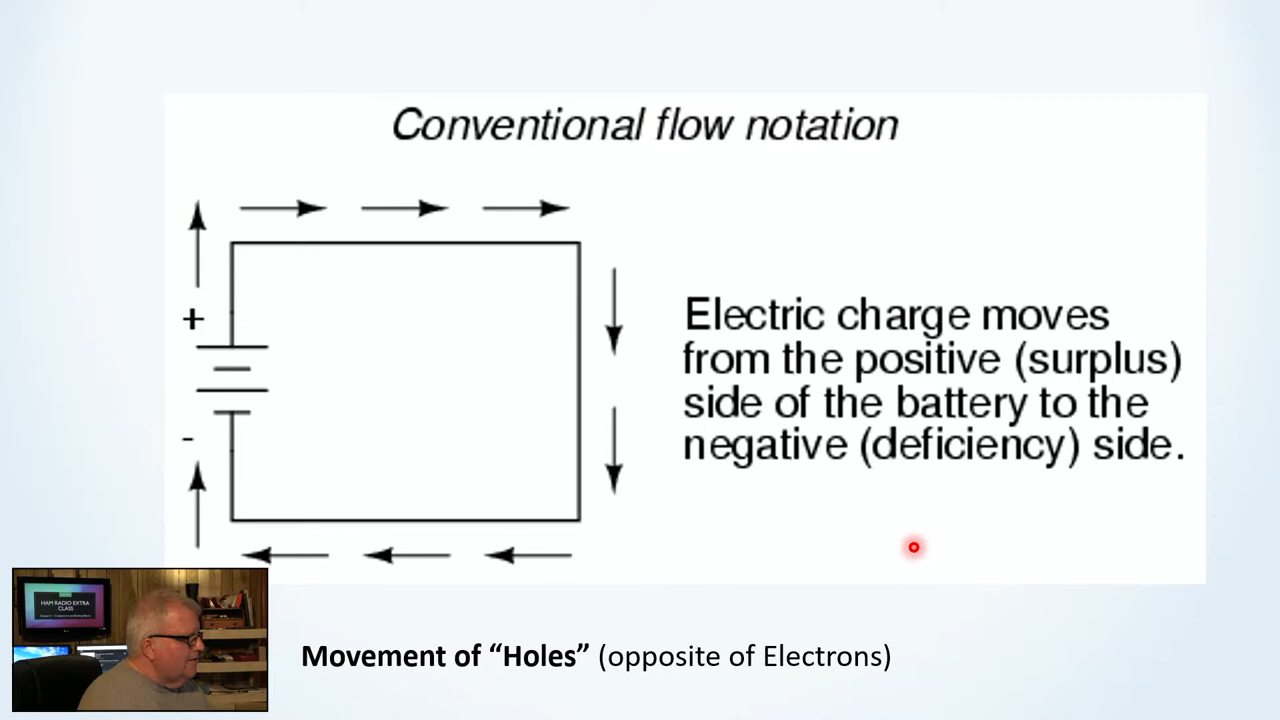 Conventional flow notation
+
Electric charge moves
from the positive (surplus)
side of the battery to the
negative (deficiency) side.
-
HAM RADIO EXTRA
CLASS
Movement of “Holes” (opposite of Electrons)